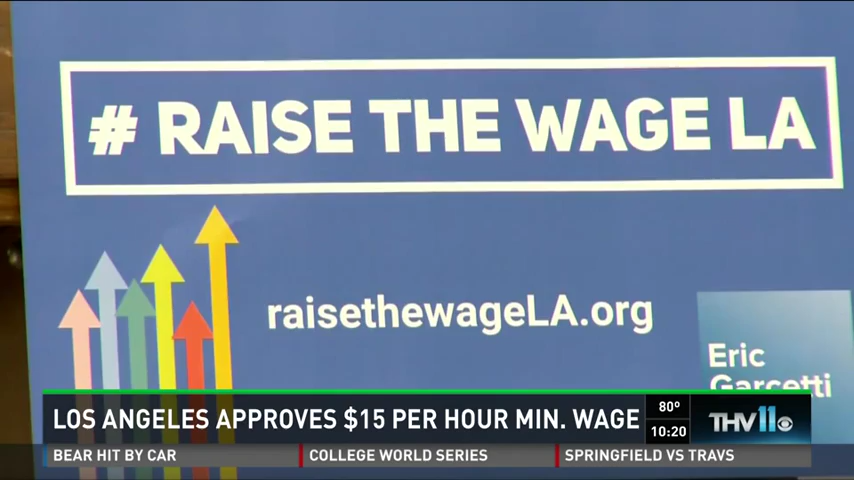 # RAISE THE WAGE LA
raisethewageLA.org
Eric
Garcetti
LOS ANGELES APPROVES $15 PER HOUR MIN. WAGE
80º
10:20
THV11
BEAR HIT BY CAR
COLLEGE WORLD SERIES
SPRINGFIELD VS TRAVS